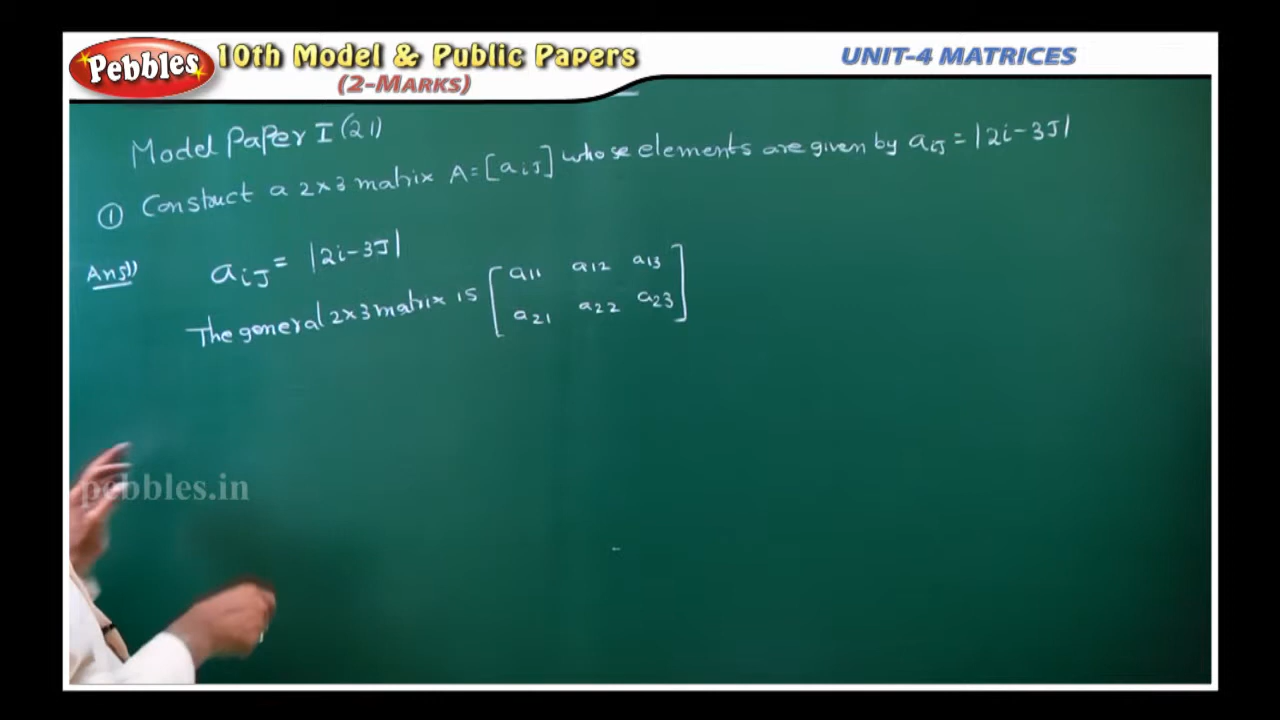 Pebbles
10th Model & Public Papers
(2-MARKS)
UNIT-4 MATRICES
Model Paper I (21)
① Construct a 2×3 matrix A = [aiJ] whose elements are given by aiJ = |2i-3J|
Ans))
aiJ = |2i-3J|
The general 2×3 matrix is [a11 a12 a13
a21 a22 a23]
pebbles.in